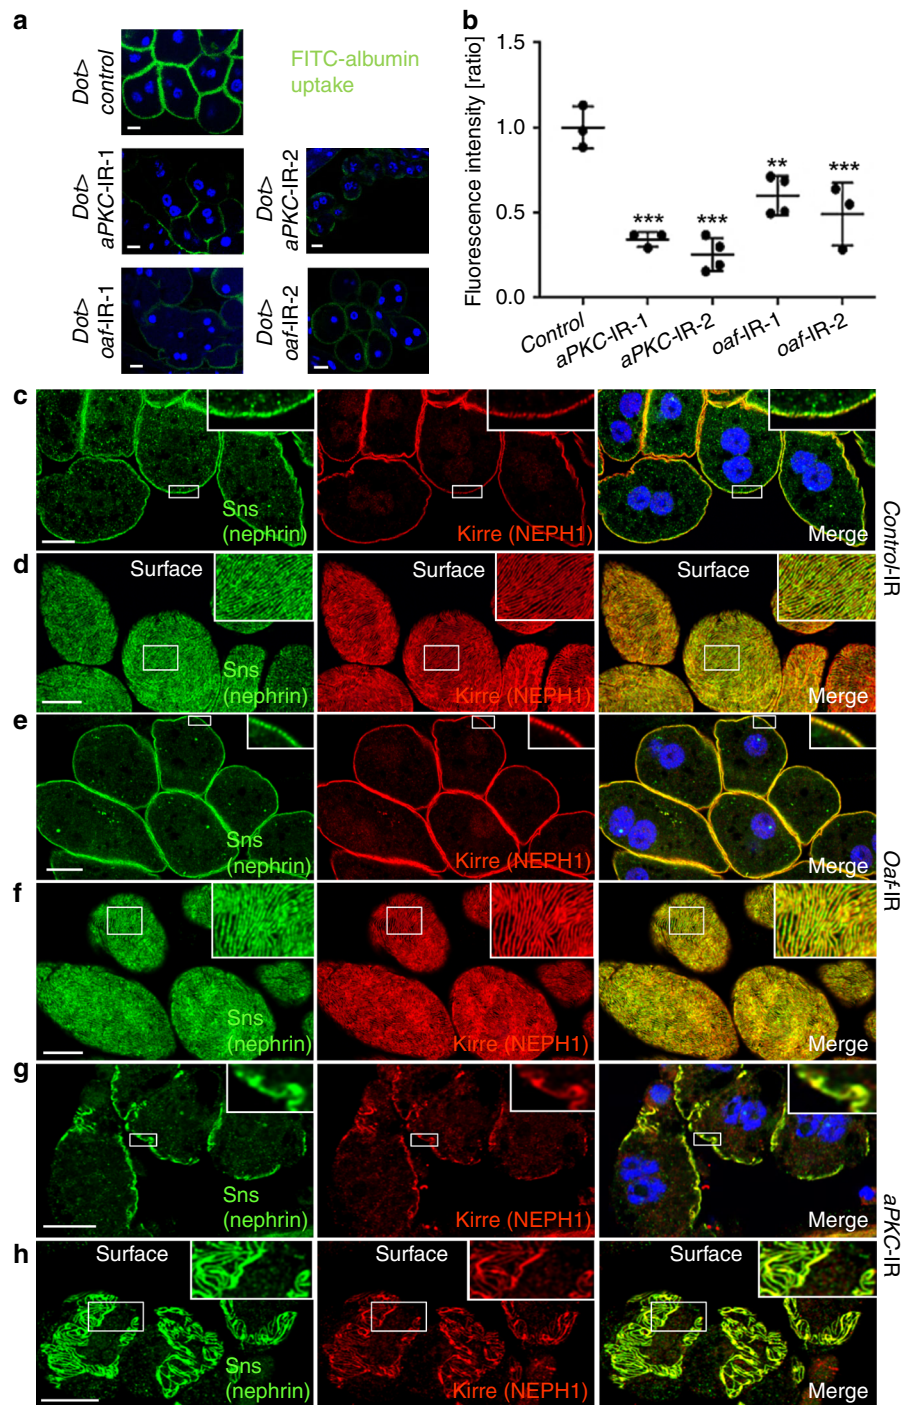 a
Dot>
control
FITC-albumin
uptake
Dot>
aPKC-IR-1
Dot>
aPKC-IR-2
Dot>
oaf-IR-1
Dot>
oaf-IR-2
b
Fluorescence intensity [ratio]
1.5
1.0
0.5
0.0
***
***
**
***
Control
aPKC-IR-1
aPKC-IR-2
oaf-IR-1
oaf-IR-2
c
Sns
(nephrin)
Kirre (NEPH1)
Merge
Control-IR
d
Surface
Sns
(nephrin)
Surface
Kirre (NEPH1)
Surface
Merge
e
Sns
(nephrin)
Kirre (NEPH1)
Merge
Oaf-IR
f
Sns
(nephrin)
Kirre (NEPH1)
Merge
g
Sns
(nephrin)
Kirre (NEPH1)
Merge
aPKC-IR
h
Surface
Sns
(nephrin)
Surface
Kirre (NEPH1)
Surface
Merge